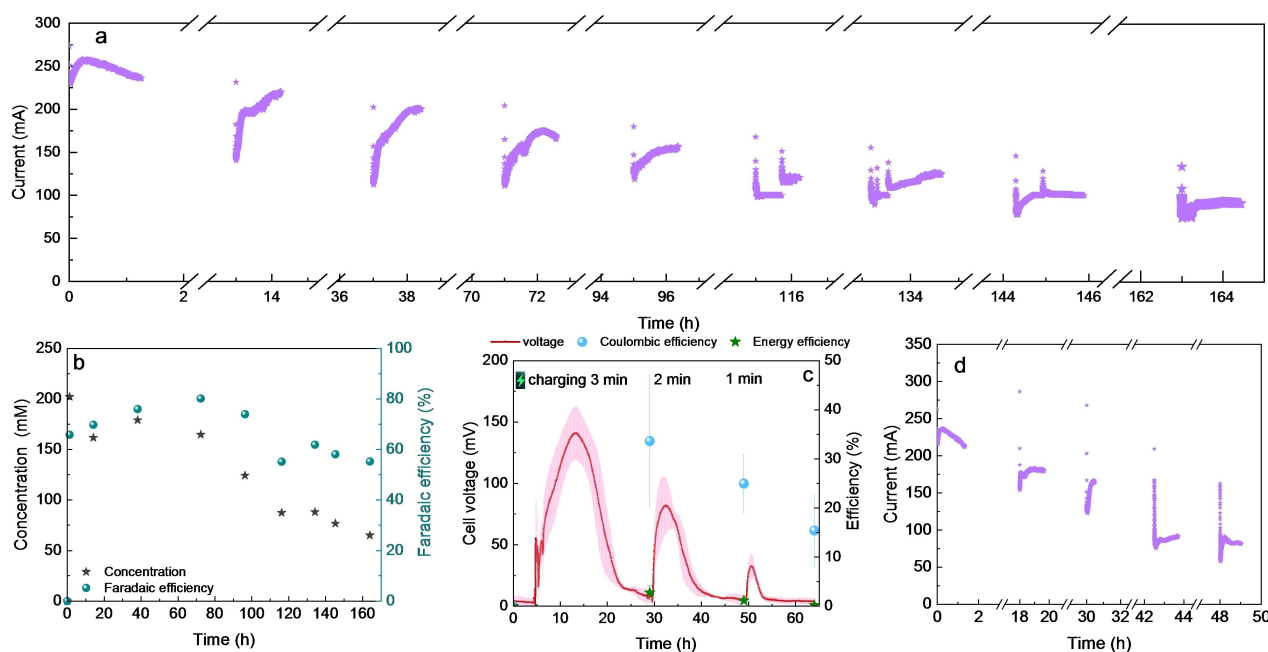 a
300
250
200
150
100
50
0
Current (mA)
0 2 14 36 38 70 72 94 96 116 134 144 146 162 164
Time (h)
b
250
200
150
100
50
0
Concentration (mM)
100
80
60
40
20
0
Faradaic efficiency (%)
Concentration
Faradaic efficiency
0 20 40 60 80 100 120 140 160
Time (h)
voltage Coulombic efficiency Energy efficiency
charging 3 min 2 min 1 min c
200
150
100
50
0
Cell voltage (mV)
50
40
30
20
10
0
Efficiency (%)
0 10 20 30 40 50 60
Time (h)
d
350
300
250
200
150
100
50
0
Current (mA)
0 2 18 20 30 32 42 44 48 50
Time (h)